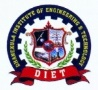 DHANEKULA INSTITUTE OF ENGINEERING & TECHNOLOGY
DIET